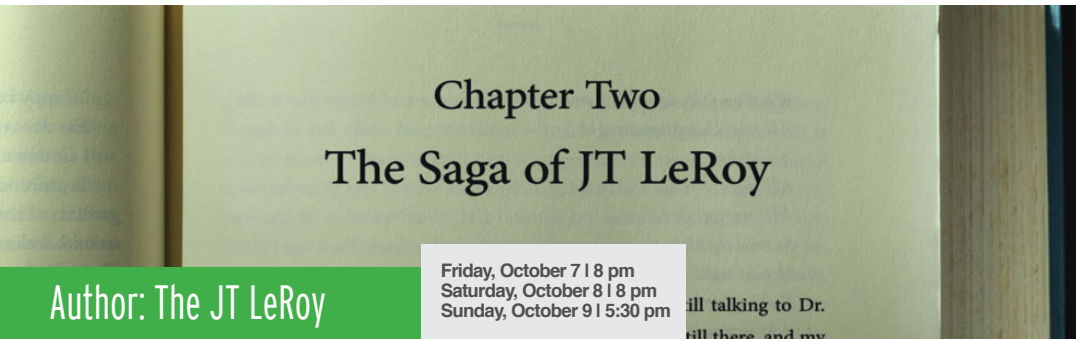 Chapter Two
The Saga of JT LeRoy
Friday, October 7 | 8 pm
Saturday, October 8 | 8 pm
Sunday, October 9 | 5:30 pm
ill talking to Dr.
till there, and my
Author: The JT LeRoy